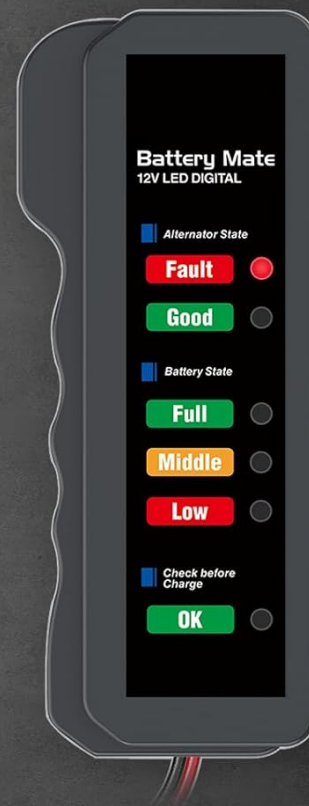 Battery Mate
12V LED DIGITAL
Alternator State
Fault
Good
Battery State
Full
Middle
Low
Check before
Charge
OK